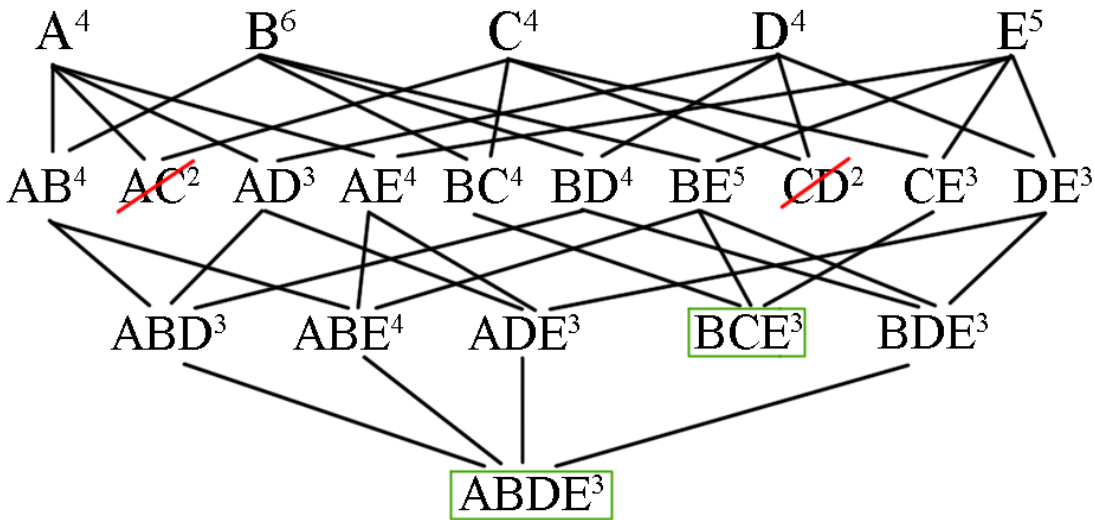 A⁴ B⁶ C⁴ D⁴ E⁵
AB⁴ AC² AD³ AE⁴ BC⁴ BD⁴ BE⁵ CD² CE³ DE³
ABD³ ABE⁴ ADE³ BCE³ BDE³
ABDE³